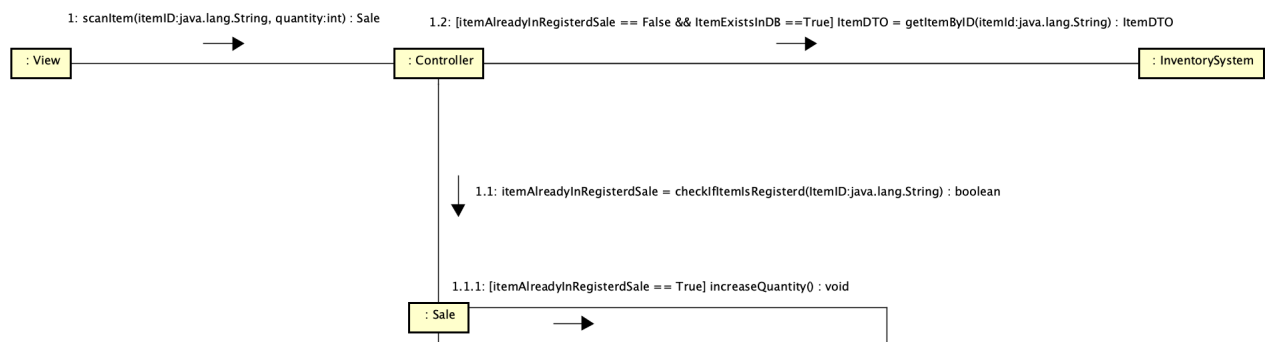 1: scanItem(itemID:java.lang.String, quantity:int) : Sale
1.2: [itemAlreadyInRegisterdSale == False && ItemExistsInDB ==True] ItemDTO = getItemByID(itemId:java.lang.String) : ItemDTO
: View
: Controller
: InventorySystem
1.1: itemAlreadyInRegisterdSale = checkIfItemIsRegisterd(ItemID:java.lang.String) : boolean
1.1.1: [itemAlreadyInRegisterdSale == True] increaseQuantity() : void
: Sale